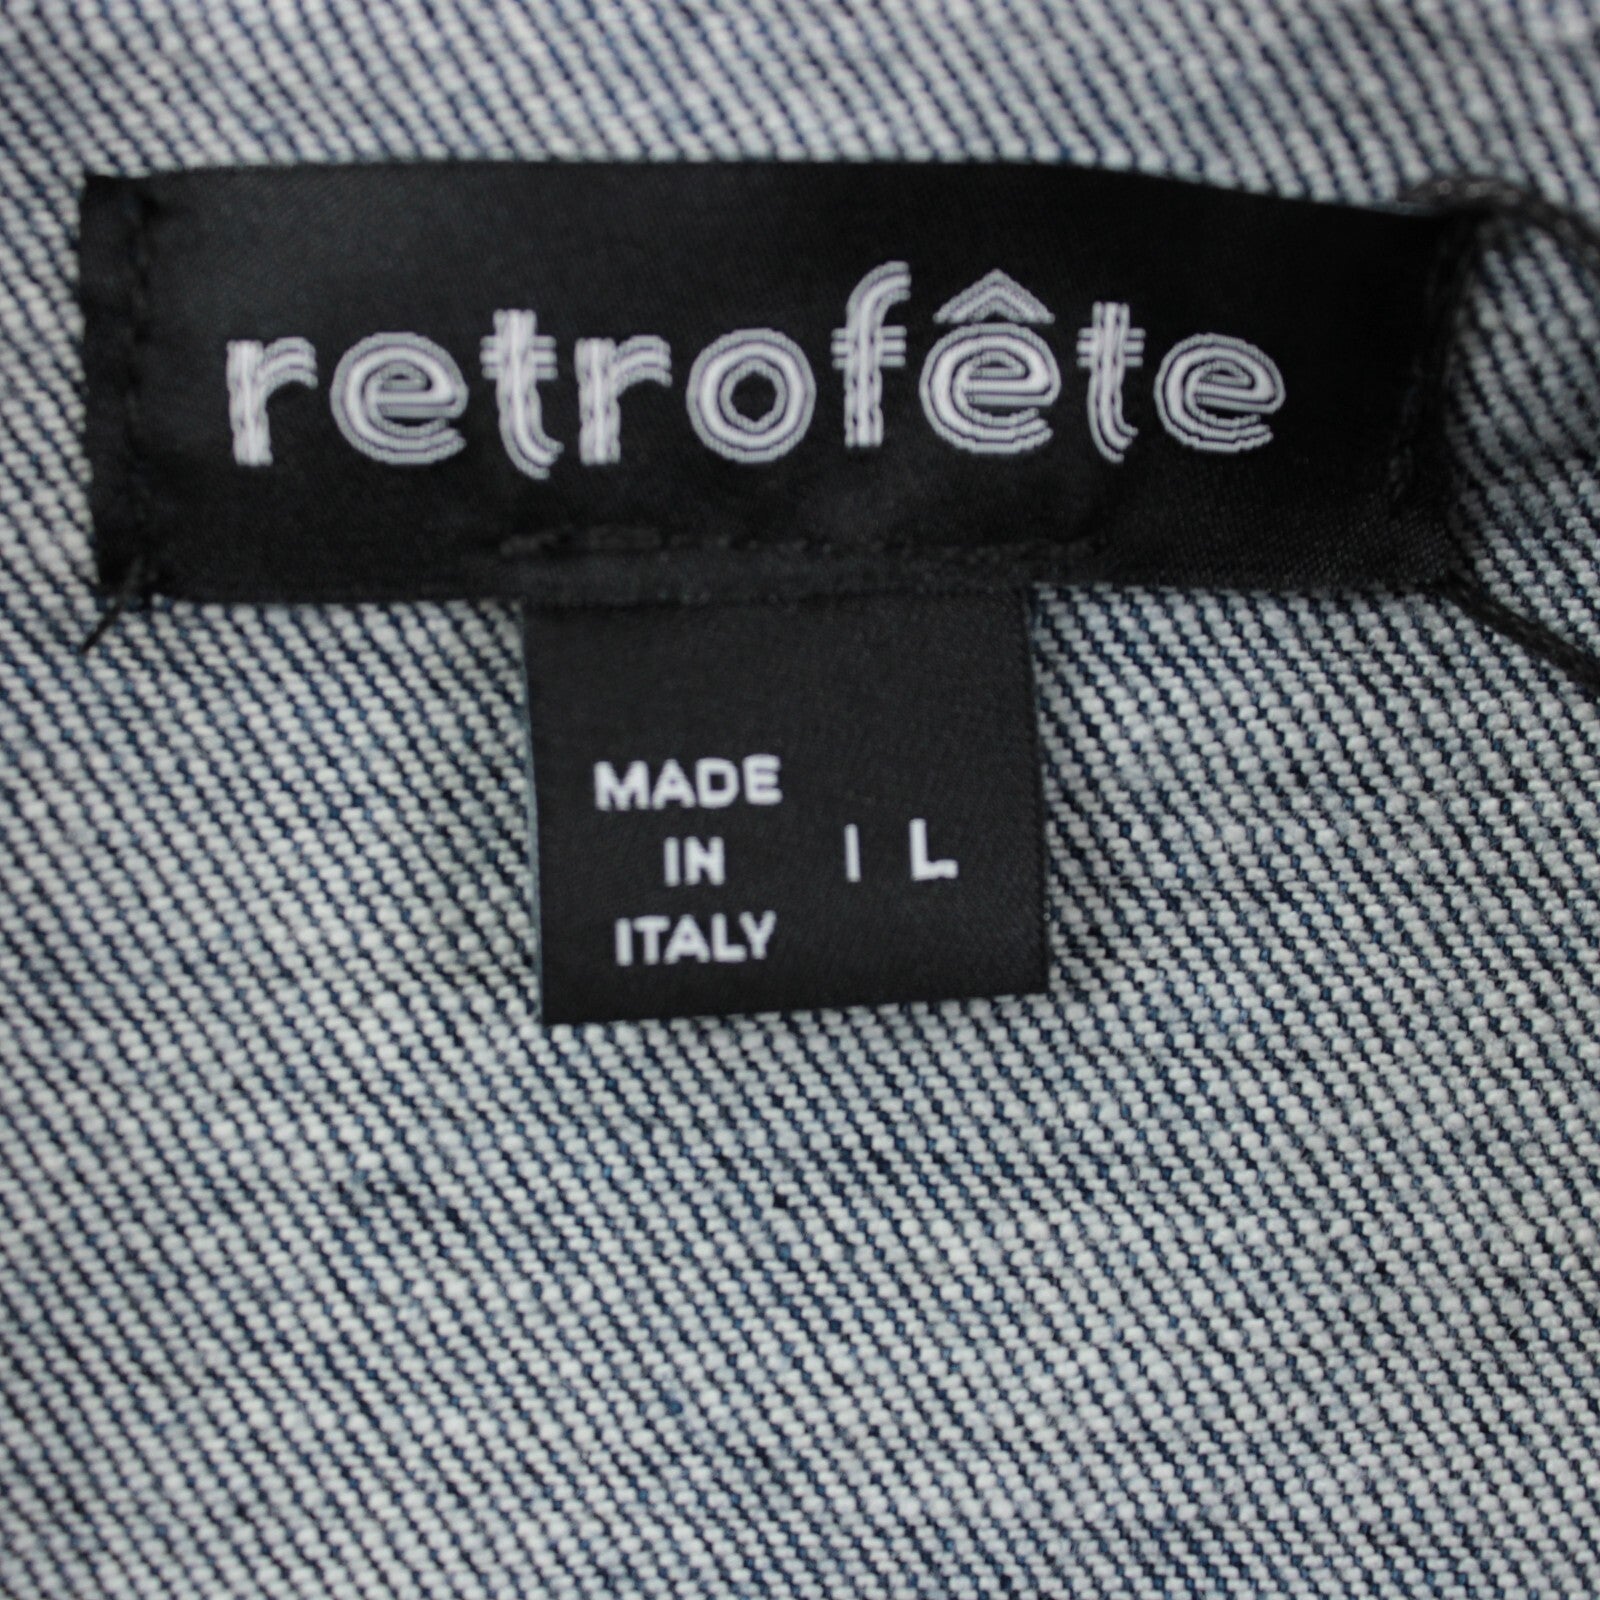 retrofête
MADE
IN | L
ITALY